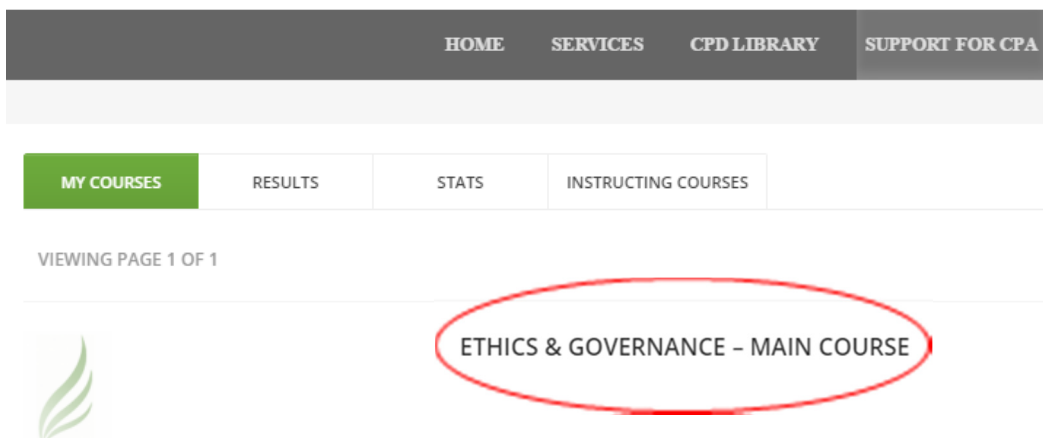 HOME SERVICES CPD LIBRARY SUPPORT FOR CPA
MY COURSES RESULTS STATS INSTRUCTING COURSES
VIEWING PAGE 1 OF 1
ETHICS & GOVERNANCE – MAIN COURSE